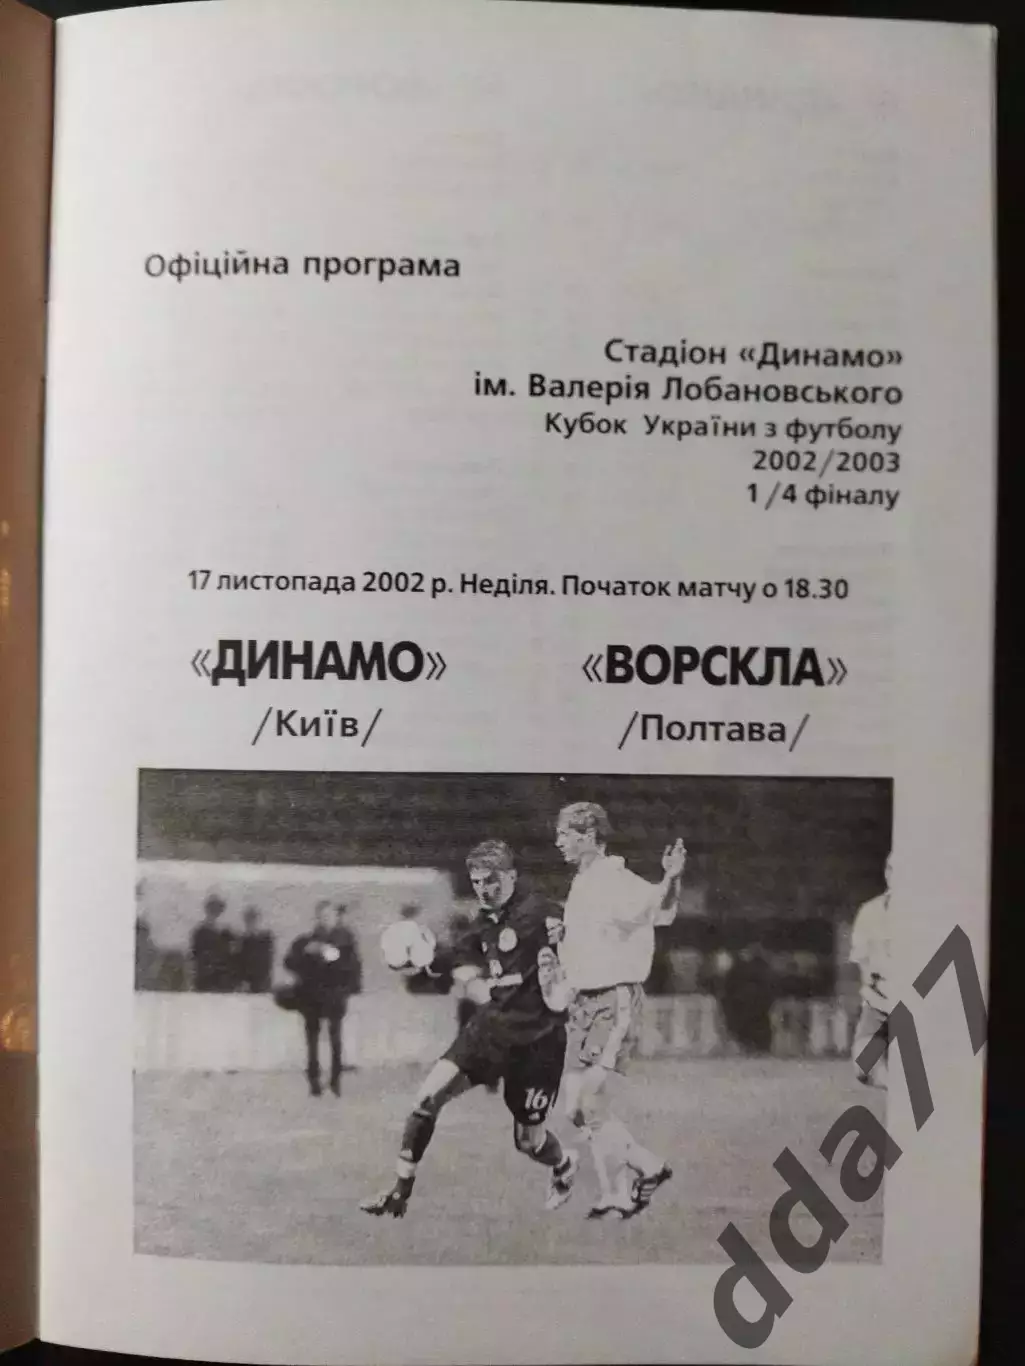 Офіційна програма
Стадіон «Динамо»
ім. Валерія Лобановського
Кубок України з футболу
2002/2003
1/4 фіналу
17 листопада 2002 р. Неділя. Початок матчу о 18.30
«ДИНАМО» «ВОРСКЛА»
/Київ/ /Полтава/
16
dda77